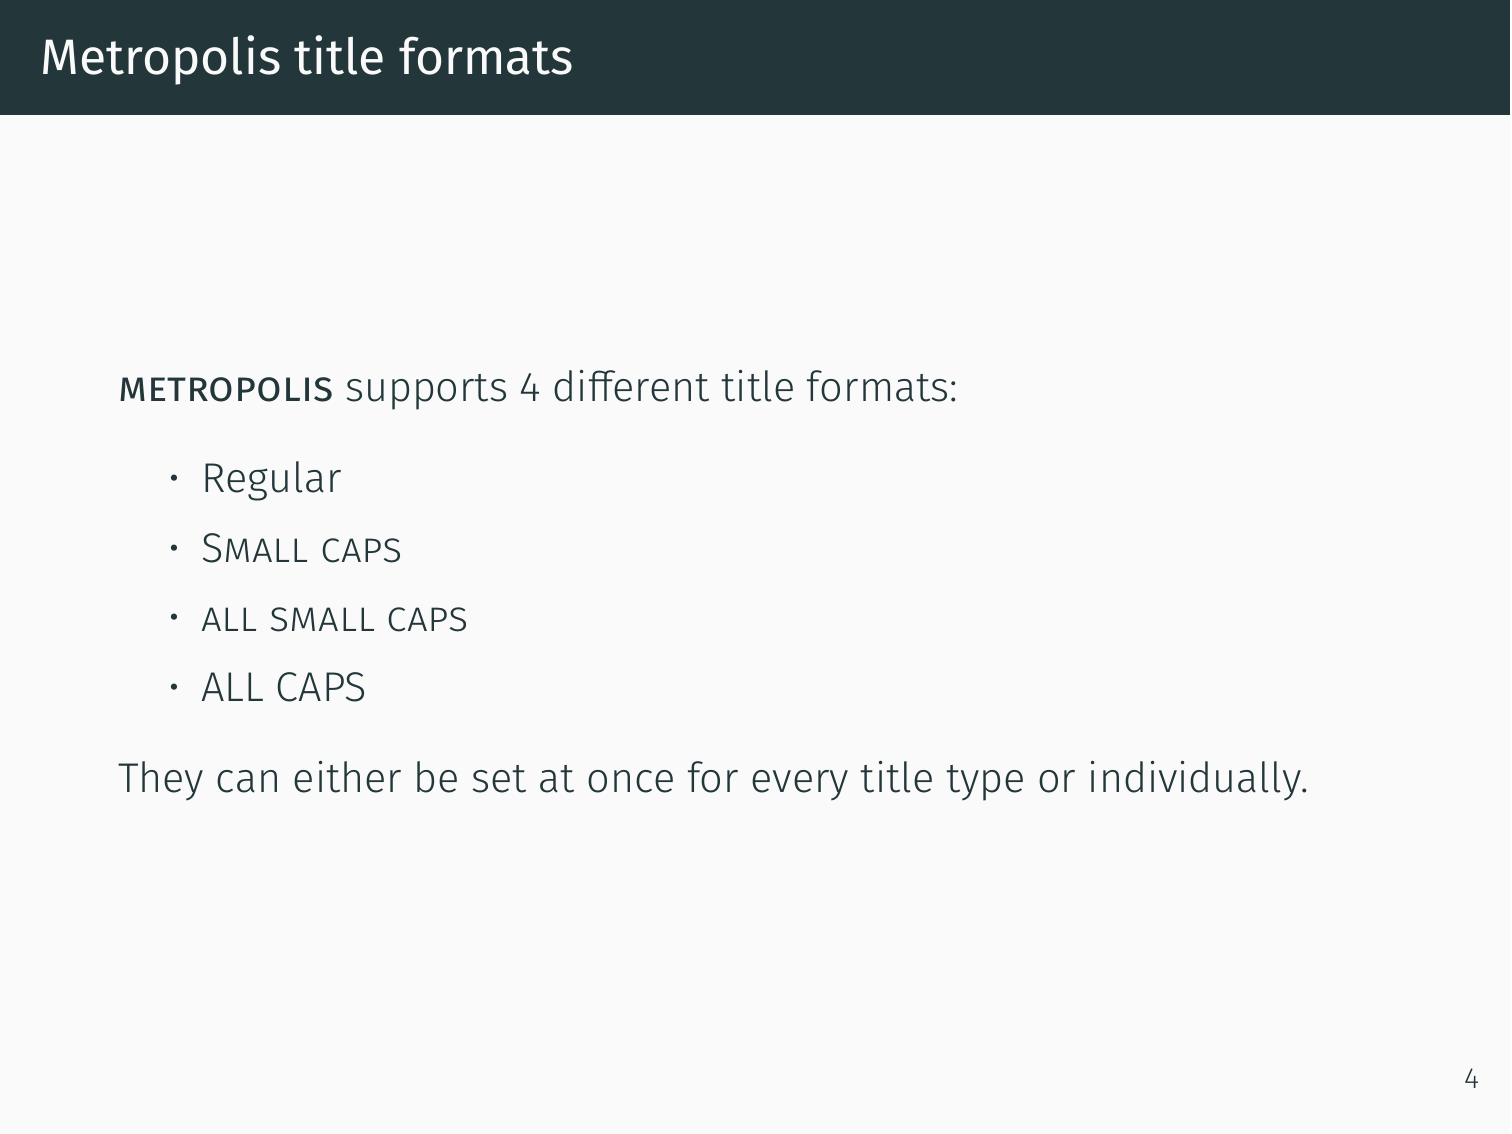 Metropolis title formats
METROPOLIS supports 4 different title formats:
• Regular
• SMALL CAPS
• ALL SMALL CAPS
• ALL CAPS
They can either be set at once for every title type or individually.
4